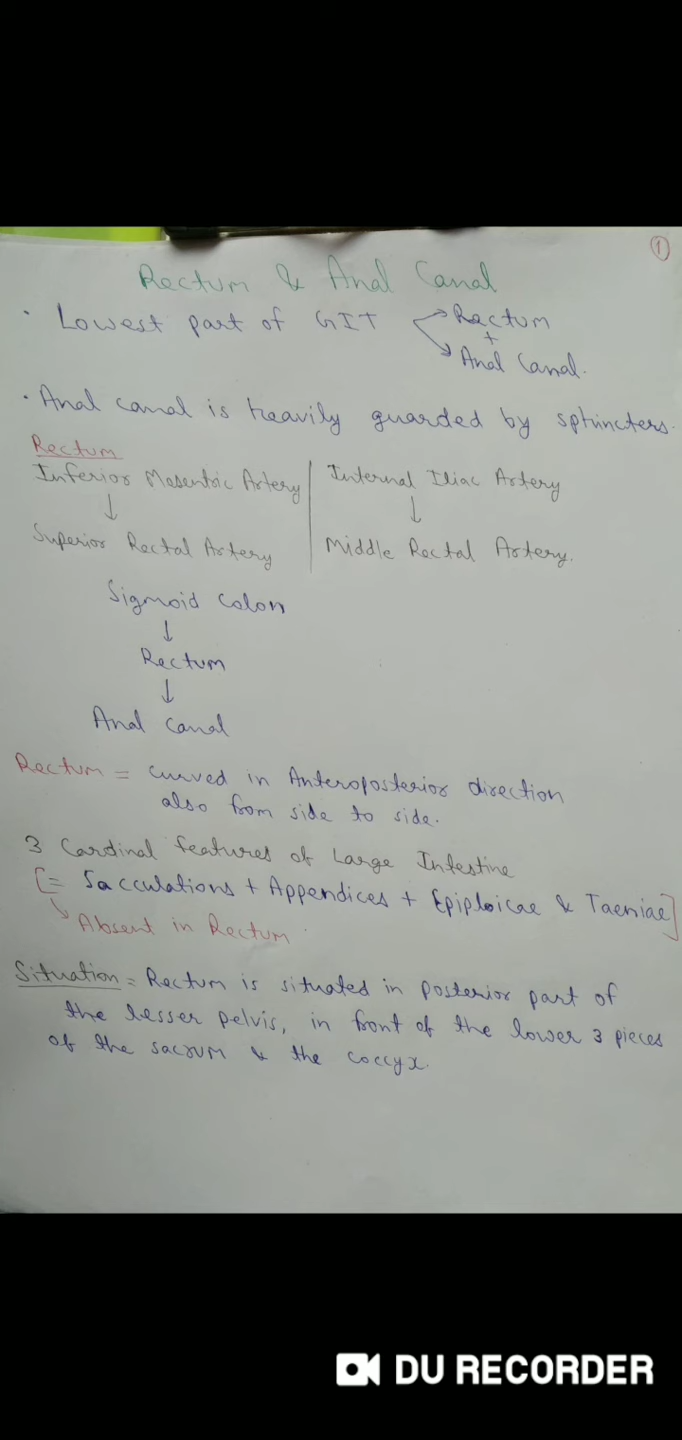 1
Rectum & Anal Canal
· Lowest part of GIT → Rectum
+
→ Anal Canal.
· Anal canal is heavily guarded by sphincters.
Rectum
Inferior Mesentric Artery | Internal Iliac Artery
↓ ↓
Superior Rectal Artery | Middle Rectal Artery.
Sigmoid Colon
↓
Rectum
↓
Anal Canal
Rectum = curved in Anteroposterior direction
also from side to side.
3 Cardinal features of Large Intestine
[= Sacculations + Appendices + Epiploicae & Taeniae]
↳ Absent in Rectum
Situation = Rectum is situated in posterior part of
the lesser pelvis, in front of the lower 3 pieces
of the sacrum & the coccyx.
DU RECORDER